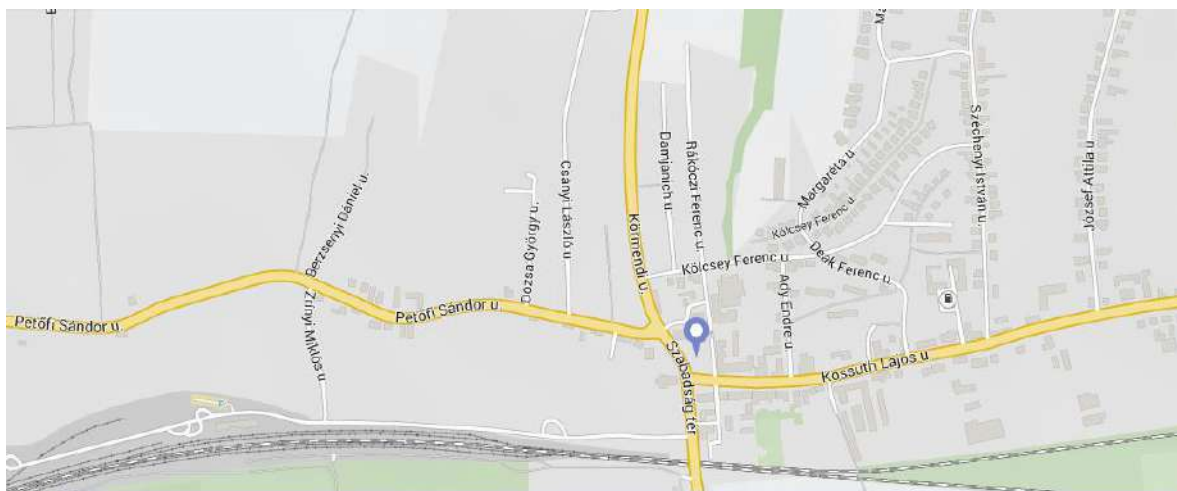 Petőfi Sándor u.
Berzsenyi Dániel u.
Zrínyi Miklós u
Petőfi Sándor u.
Dózsa György u.
Csányi László u
Körmendi u.
Damjanich u
Rákóczi Ferenc u.
Kölcsey Ferenc u
Margaréta u
Kölcsey Ferenc u
Deák Ferenc u.
Ady Endre u
Széchenyi István u.
József Attila u
Szabadság tér
Kossuth Lajos u